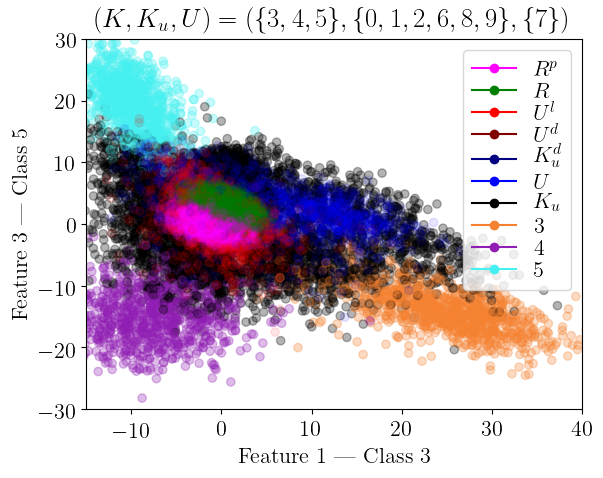 (K, K_u, U) = ({3, 4, 5}, {0, 1, 2, 6, 8, 9}, {7})
30
20
10
0
−10
−20
−30
Feature 3 — Class 5
R^p
R
U^l
U^d
K_u^d
U
K_u
3
4
5
−10
0
10
20
30
40
Feature 1 — Class 3